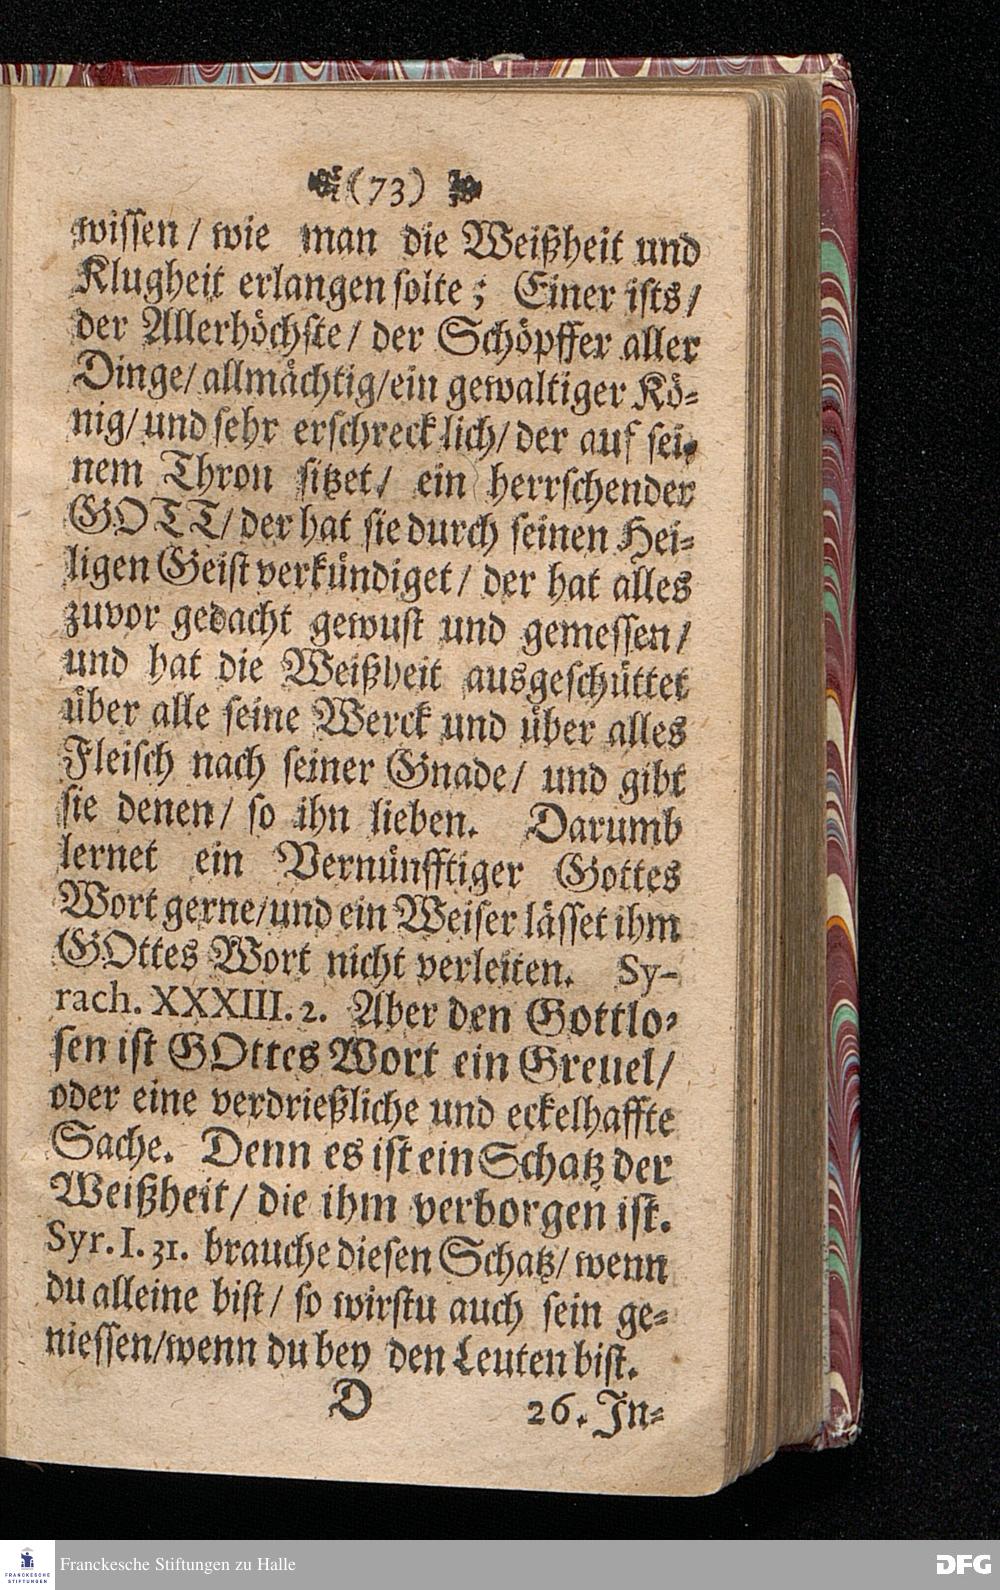 (73)
wissen / wie man die Weißheit und
Klugheit erlangen solte; Einer ists /
der Allerhöchste / der Schöpffer aller
Dinge / allmächtig / ein gewaltiger Kö-
nig / und sehr erschrecklich / der auf sei-
nem Thron sitzet / ein herrschender
GOTT / der hat sie durch seinen Hei-
ligen Geist verkündiget / der hat alles
zuvor gedacht gewust und gemessen /
und hat die Weißheit ausgeschüttet
über alle seine Werck und über alles
Fleisch nach seiner Gnade / und gibt
sie denen / so ihn lieben. Darumb
lernet ein Vernünfftiger Gottes
Wort gerne / und ein Weiser lässet ihm
GOttes Wort nicht verleiten. Sy-
rach. XXXIII. 2. Aber den Gottlo-
sen ist GOttes Wort ein Greuel /
oder eine verdrießliche und eckelhaffte
Sache. Denn es ist ein Schatz der
Weißheit / die ihm verborgen ist.
Syr. I. 31. brauche diesen Schatz / wenn
du alleine bist / so wirstu auch sein ge-
niessen / wenn du bey den Leuten bist.
D 26. In-
FRANCKESCHE STIFTUNGEN
Franckesche Stiftungen zu Halle
DFG